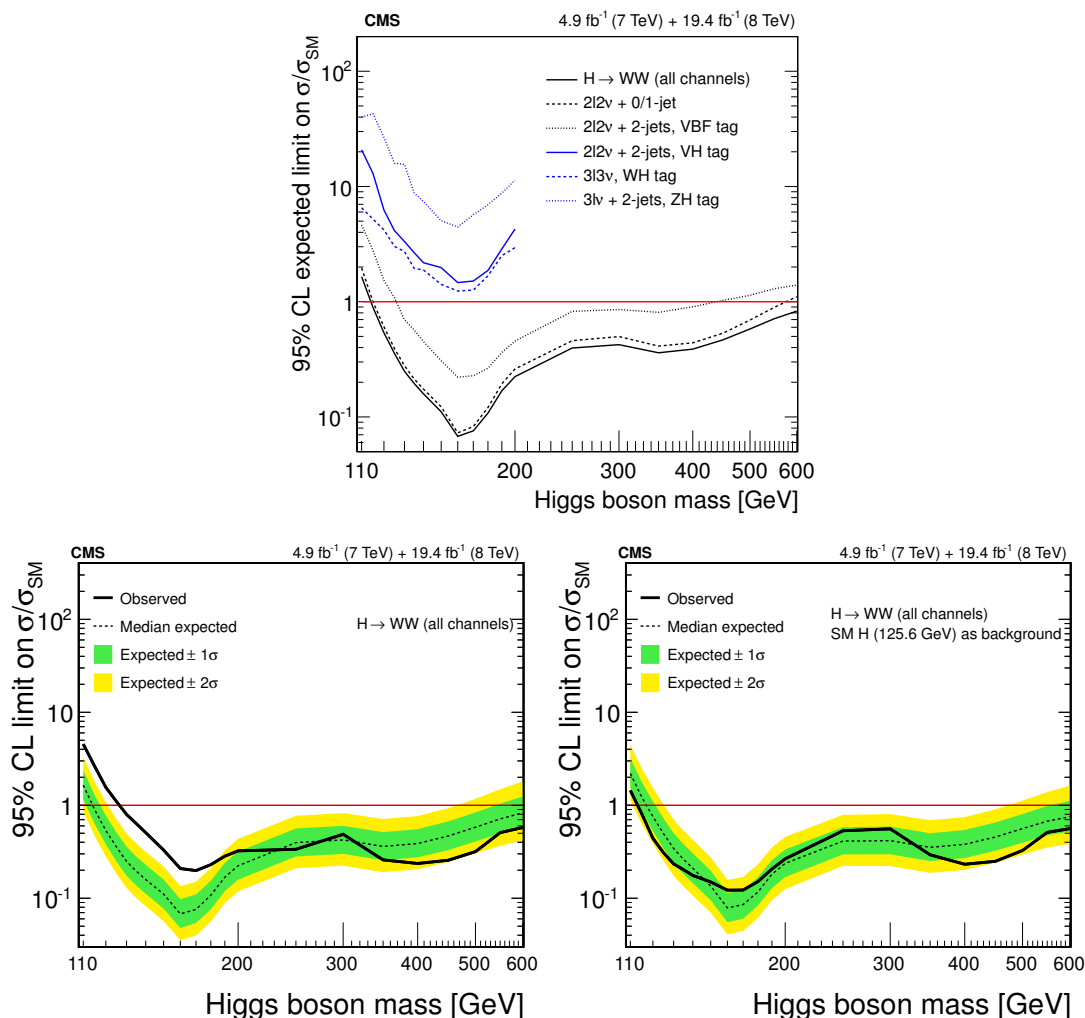 CMS
4.9 fb⁻¹ (7 TeV) + 19.4 fb⁻¹ (8 TeV)
95% CL expected limit on σ/σSM
10²
10
1
10⁻¹
H → WW (all channels)
2l2ν + 0/1-jet
2l2ν + 2-jets, VBF tag
2l2ν + 2-jets, VH tag
3l3ν, WH tag
3lν + 2-jets, ZH tag
110 200 300 400 500 600
Higgs boson mass [GeV]
CMS
4.9 fb⁻¹ (7 TeV) + 19.4 fb⁻¹ (8 TeV)
95% CL limit on σ/σSM
10²
10
1
10⁻¹
Observed
Median expected
Expected ± 1σ
Expected ± 2σ
H → WW (all channels)
110 200 300 400 500 600
Higgs boson mass [GeV]
CMS
4.9 fb⁻¹ (7 TeV) + 19.4 fb⁻¹ (8 TeV)
95% CL limit on σ/σSM
10²
10
1
10⁻¹
Observed
Median expected
Expected ± 1σ
Expected ± 2σ
H → WW (all channels)
SM H (125.6 GeV) as background
110 200 300 400 500 600
Higgs boson mass [GeV]